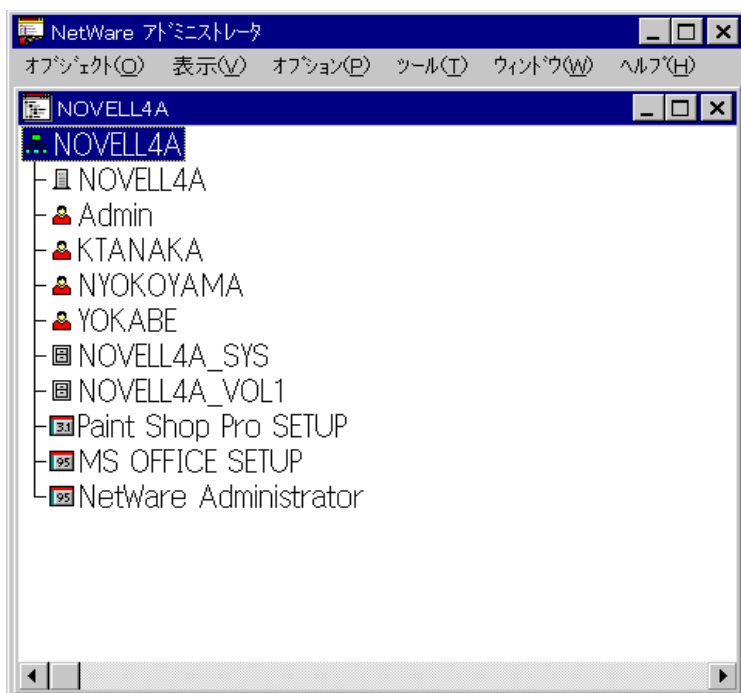 NetWare ｱﾄﾞﾐﾆｽﾄﾚｰﾀ
ｵﾌﾞｼﾞｪｸﾄ(O) 表示(V) ｵﾌﾟｼｮﾝ(P) ﾂｰﾙ(T) ｳｨﾝﾄﾞｳ(W) ﾍﾙﾌﾟ(H)
NOVELL4A
NOVELL4A
NOVELL4A
Admin
KTANAKA
NYOKOYAMA
YOKABE
NOVELL4A_SYS
NOVELL4A_VOL1
3.1 Paint Shop Pro SETUP
95 MS OFFICE SETUP
95 NetWare Administrator